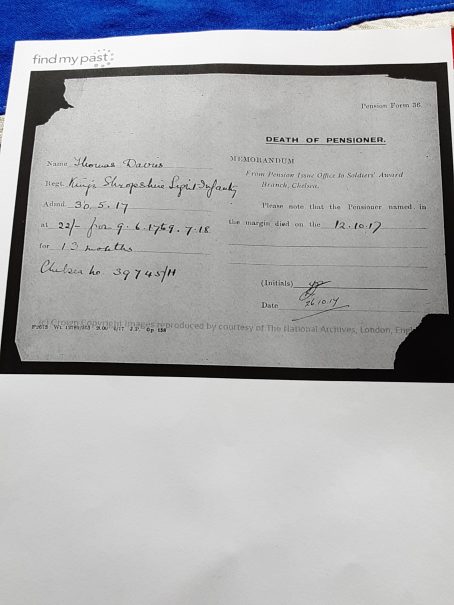 findmypast
Pension Form 36.
DEATH OF PENSIONER.
Name Thomas Davies
Regt. King's Shropshire Light Infantry
Admd. 30.5.17
at 22/- from 9.6.17 to 9.7.18
for 13 months
Chelsea No 39745/H
MEMORANDUM
From Pension Issue Office to Soldiers' Award
Branch, Chelsea.
Please note that the Pensioner named in
the margin died on the 12.10.17
(Initials)
Date 26.10.17
(c) Crown Copyright Images reproduced by courtesy of The National Archives, London, Engl